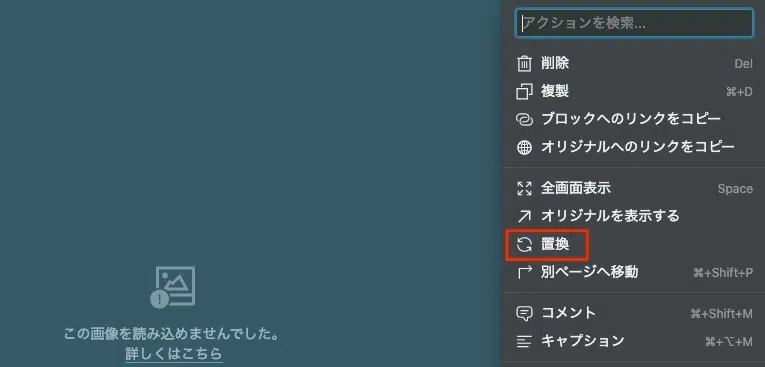 アクションを検索...
削除 Del
複製 ⌘+D
ブロックへのリンクをコピー
オリジナルへのリンクをコピー
全画面表示 Space
オリジナルを表示する
置換
別ページへ移動 ⌘+Shift+P
コメント ⌘+Shift+M
キャプション ⌘+⌥+M
この画像を読み込めませんでした。
詳しくはこちら